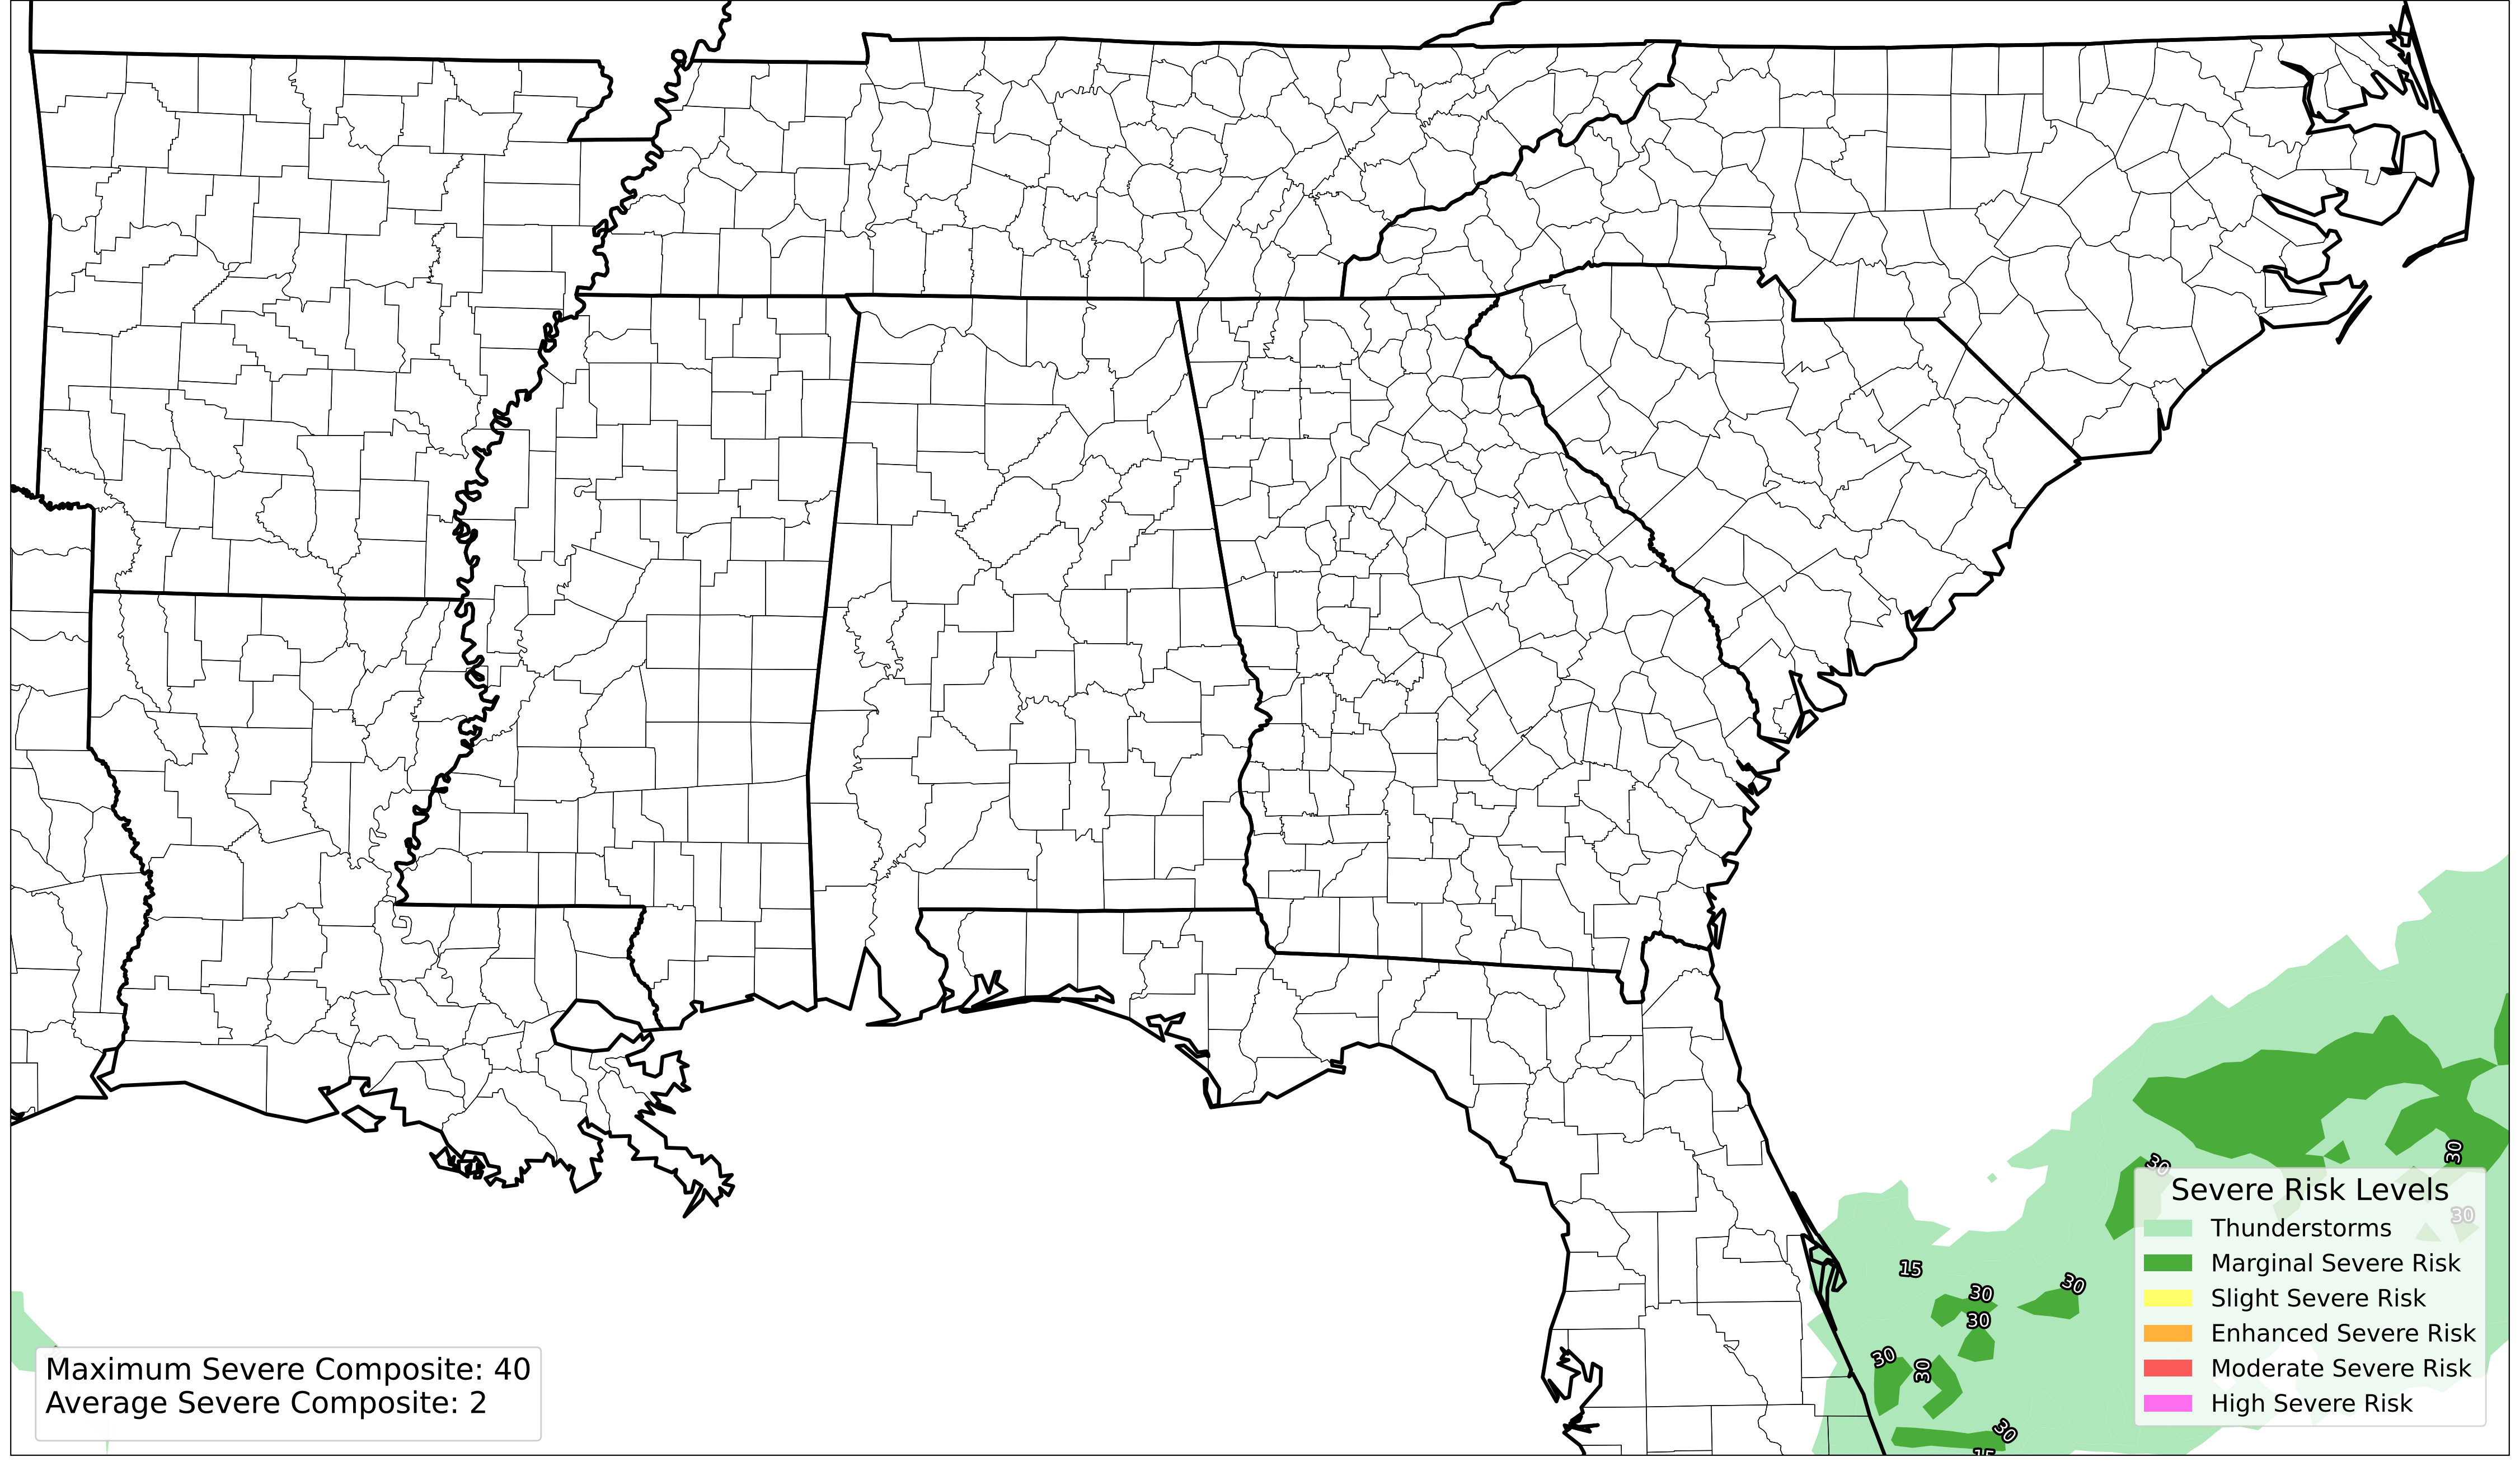 30
30
Severe Risk Levels
30
Thunderstorms
15
Marginal Severe Risk
30
30
Slight Severe Risk
30
Enhanced Severe Risk
30
30
Moderate Severe Risk
Maximum Severe Composite: 40
Average Severe Composite: 2
High Severe Risk
30
15